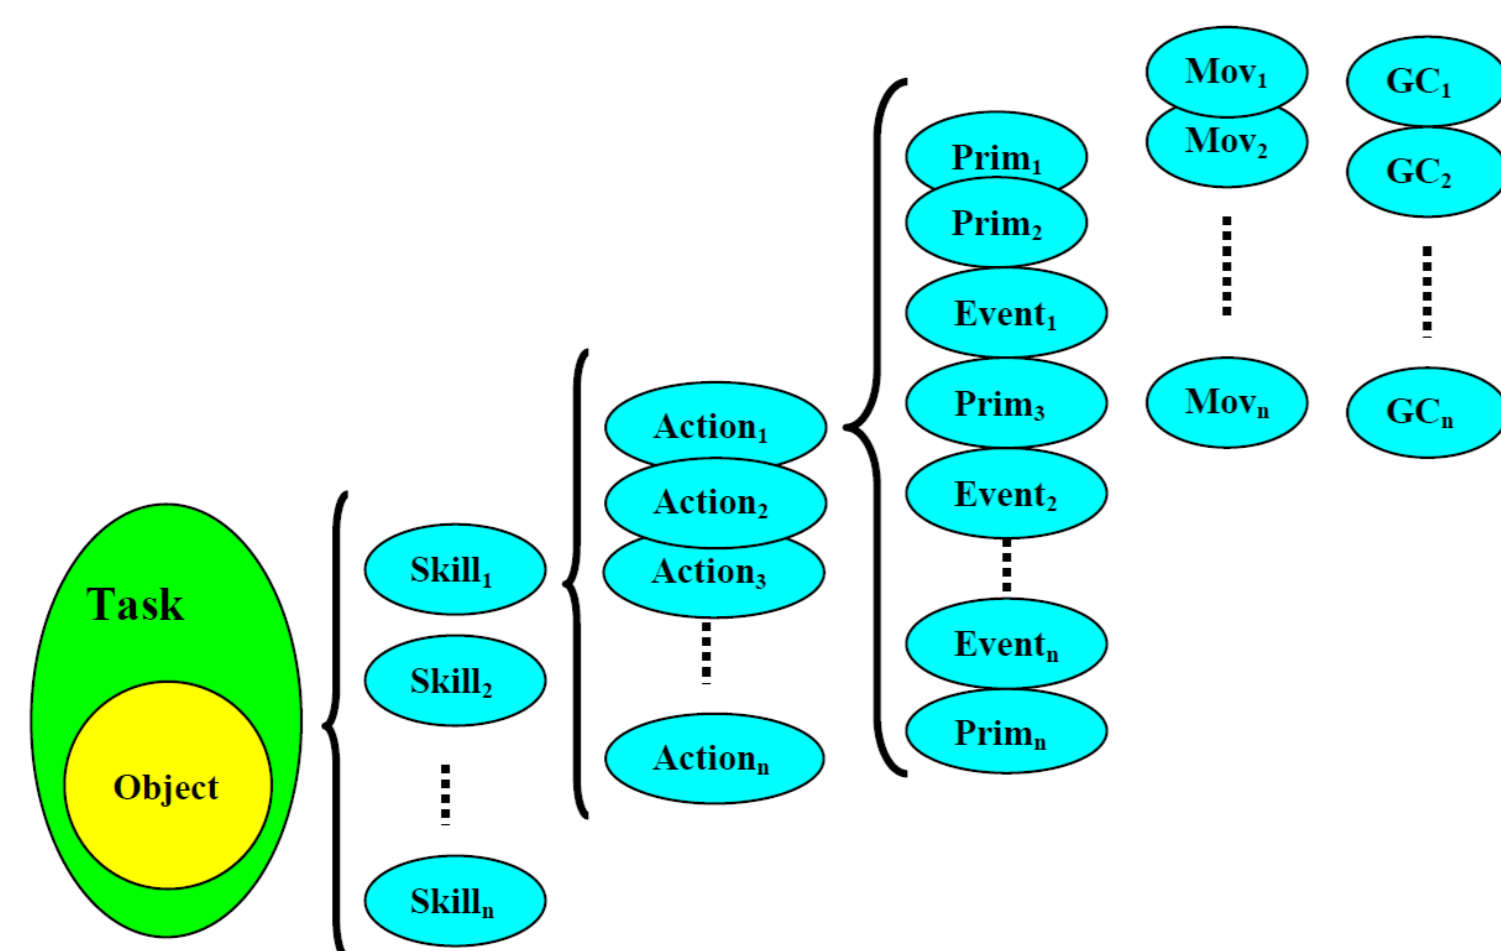 Task
Object
Skill₁
Skill₂
Skillₙ
Action₁
Action₂
Action₃
Actionₙ
Prim₁
Prim₂
Event₁
Prim₃
Event₂
Eventₙ
Primₙ
Mov₁
Mov₂
Movₙ
GC₁
GC₂
GCₙ